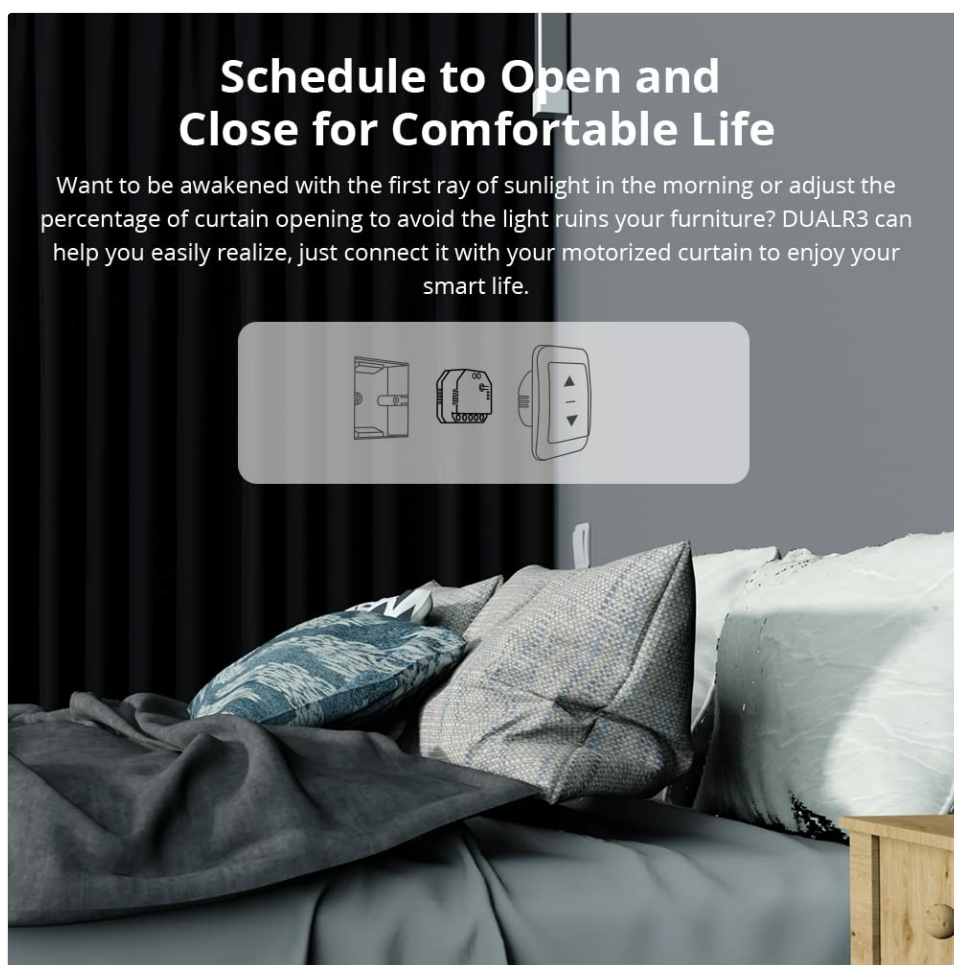 Schedule to Open and
Close for Comfortable Life
Want to be awakened with the first ray of sunlight in the morning or adjust the
percentage of curtain opening to avoid the light ruins your furniture? DUALR3 can
help you easily realize, just connect it with your motorized curtain to enjoy your
smart life.